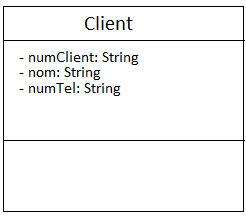 Client
- numClient: String
- nom: String
- numTel: String